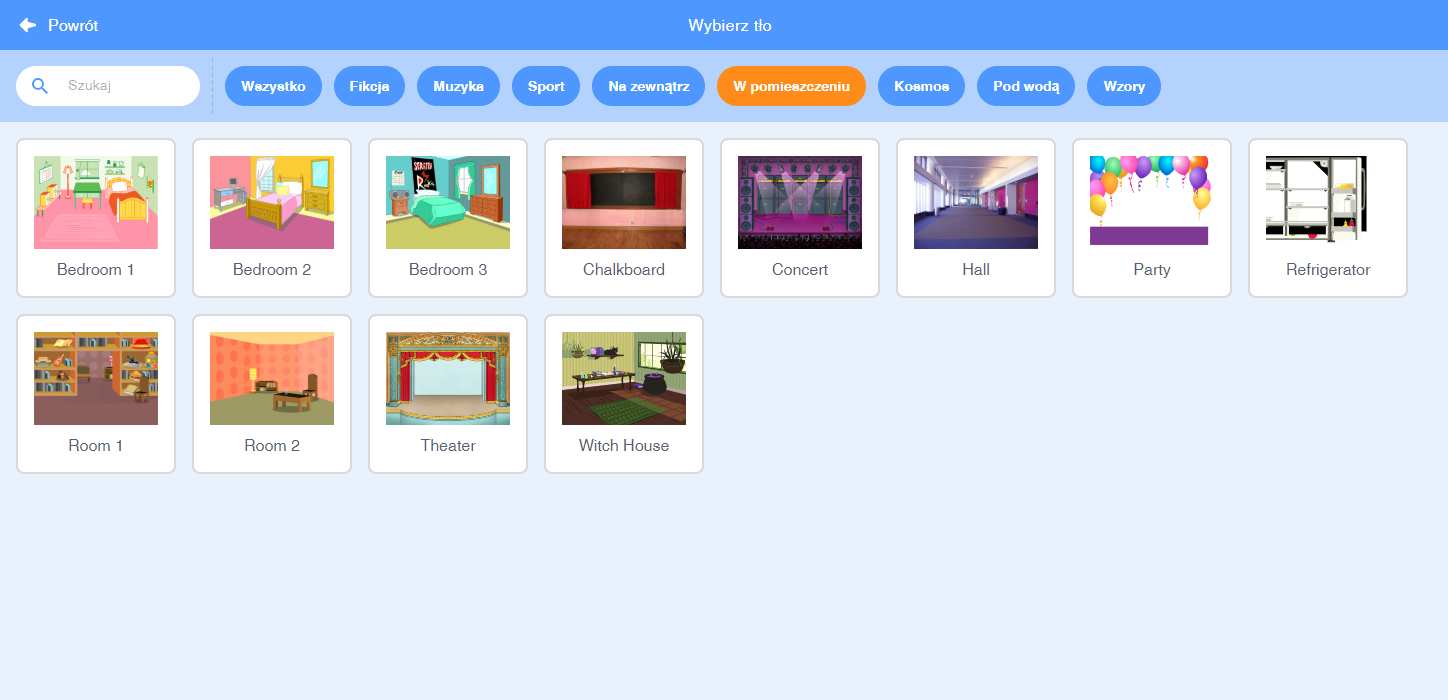 Powrót
Wybierz tło
Szukaj
Wszystko
Fikcja
Muzyka
Sport
Na zewnątrz
W pomieszczeniu
Kosmos
Pod wodą
Wzory
Bedroom 1
Bedroom 2
Bedroom 3
Chalkboard
Concert
Hall
Party
Refrigerator
Room 1
Room 2
Theater
Witch House